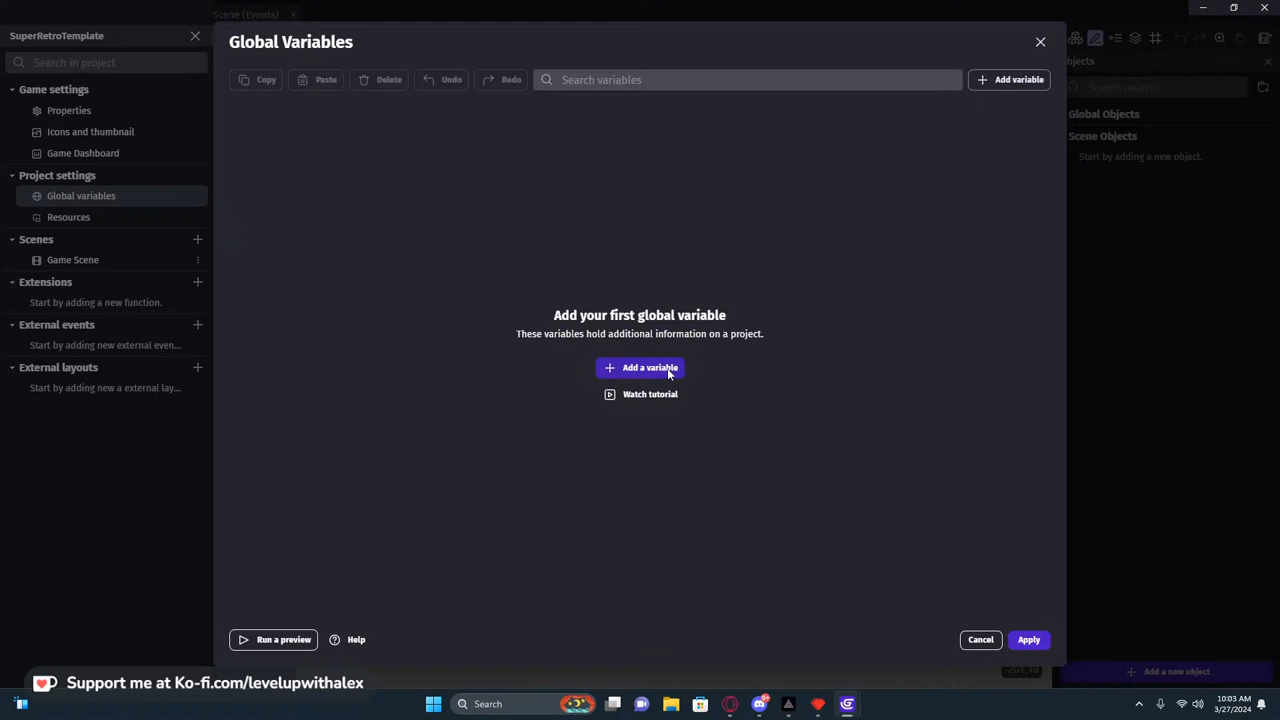 Scene (Events)
SuperRetroTemplate
Search in project
Game settings
Properties
Icons and thumbnail
Game Dashboard
Project settings
Global variables
Resources
Scenes
Game Scene
Extensions
Start by adding a new function.
External events
Start by adding new external even...
External layouts
Start by adding new a external lay...
Global Variables
Copy
Paste
Delete
Undo
Redo
Search variables
Add variable
Add your first global variable
These variables hold additional information on a project.
Add a variable
Watch tutorial
Run a preview
Help
Cancel
Apply
bjects
Global Objects
Scene Objects
Start by adding a new object.
Add a new object
Support me at Ko-fi.com/levelupwithalex
Search
9+
10:03 AM
3/27/2024